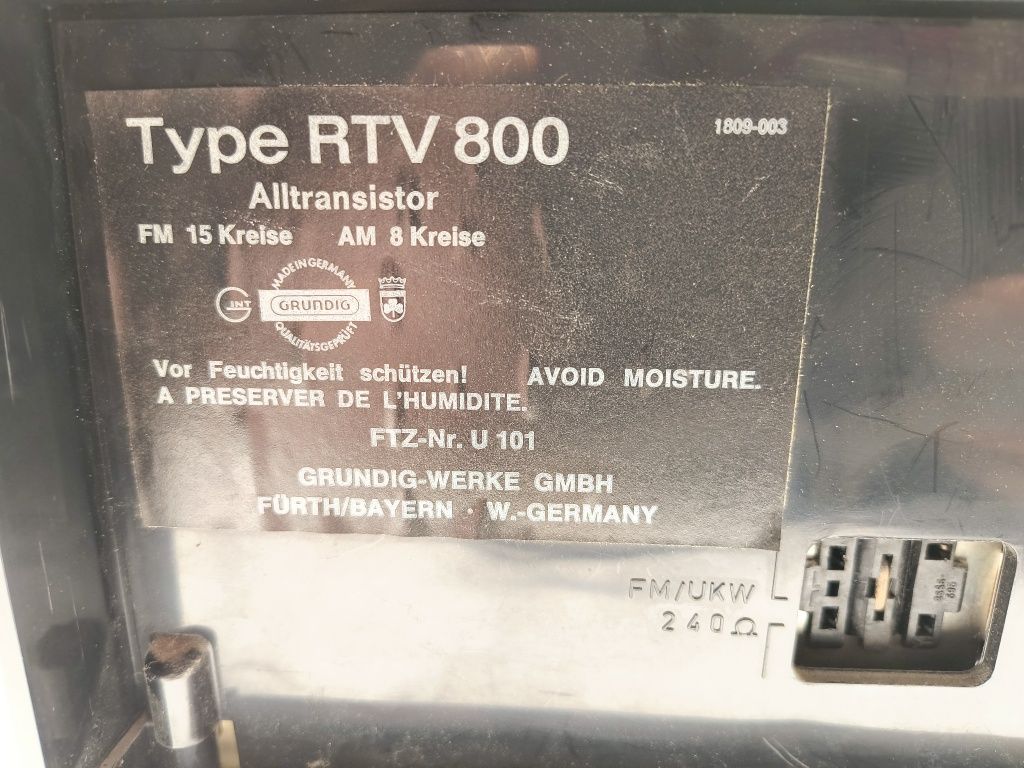 Type RTV 800
1809-003
Alltransistor
FM 15 Kreise AM 8 Kreise
MADE IN GERMANY
INT
GRUNDIG
QUALITÄTSGEPRÜFT
Vor Feuchtigkeit schützen! AVOID MOISTURE.
A PRESERVER DE L'HUMIDITE.
FTZ-Nr. U 101
GRUNDIG-WERKE GMBH
FÜRTH/BAYERN · W.-GERMANY
FM/UKW
240Ω